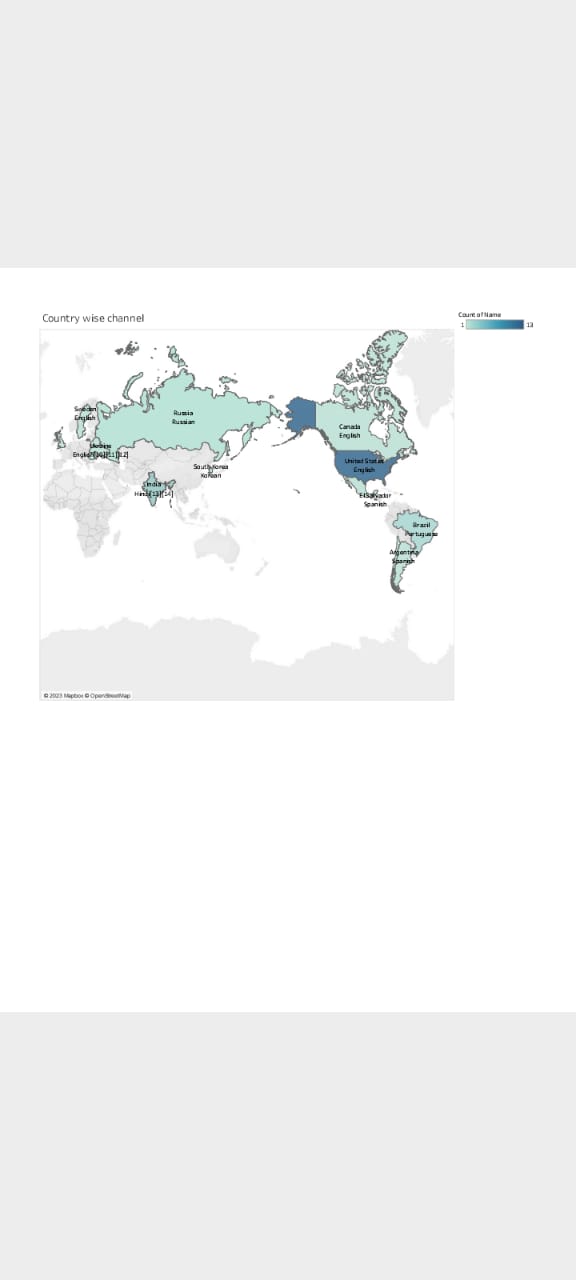 Country wise channel
Count of Name
1 13
Sweden
English
Russia
Russian
Canada
English
Ukraine
English[10][11][12]
United States
English
South Korea
Korean
India
Hindi[13][14]
El Salvador
Spanish
Brazil
Portuguese
Argentina
Spanish
© 2023 Mapbox © OpenStreetMap